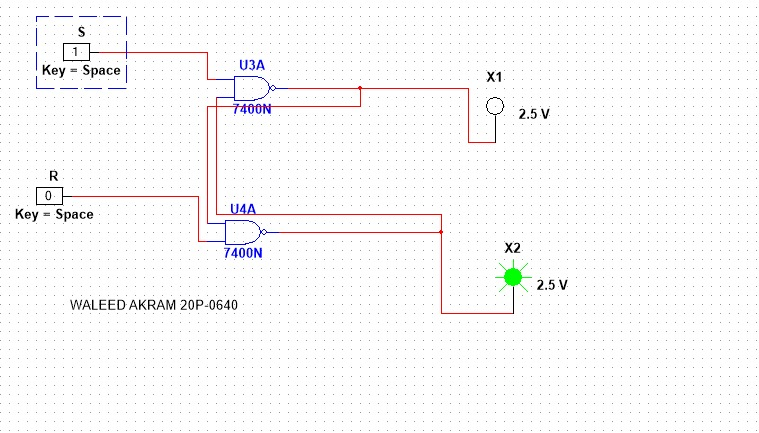 S
1
Key = Space
U3A
7400N
X1
2.5 V
R
0
Key = Space
U4A
7400N
X2
2.5 V
WALEED AKRAM 20P-0640